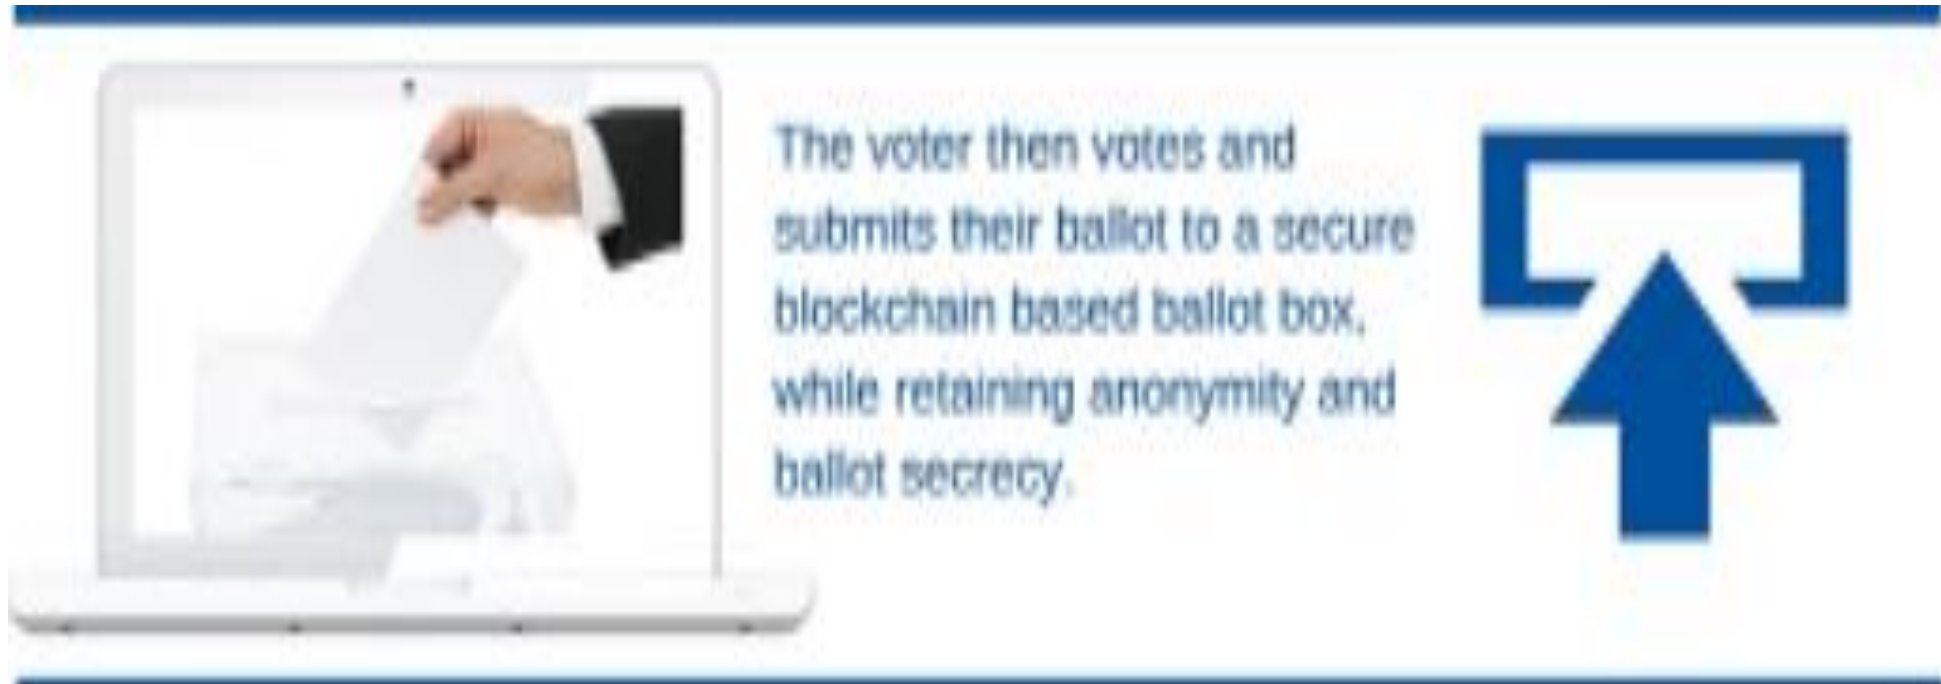 The voter then votes and
submits their ballot to a secure
blockchain based ballot box,
while retaining anonymity and
ballot secrecy.